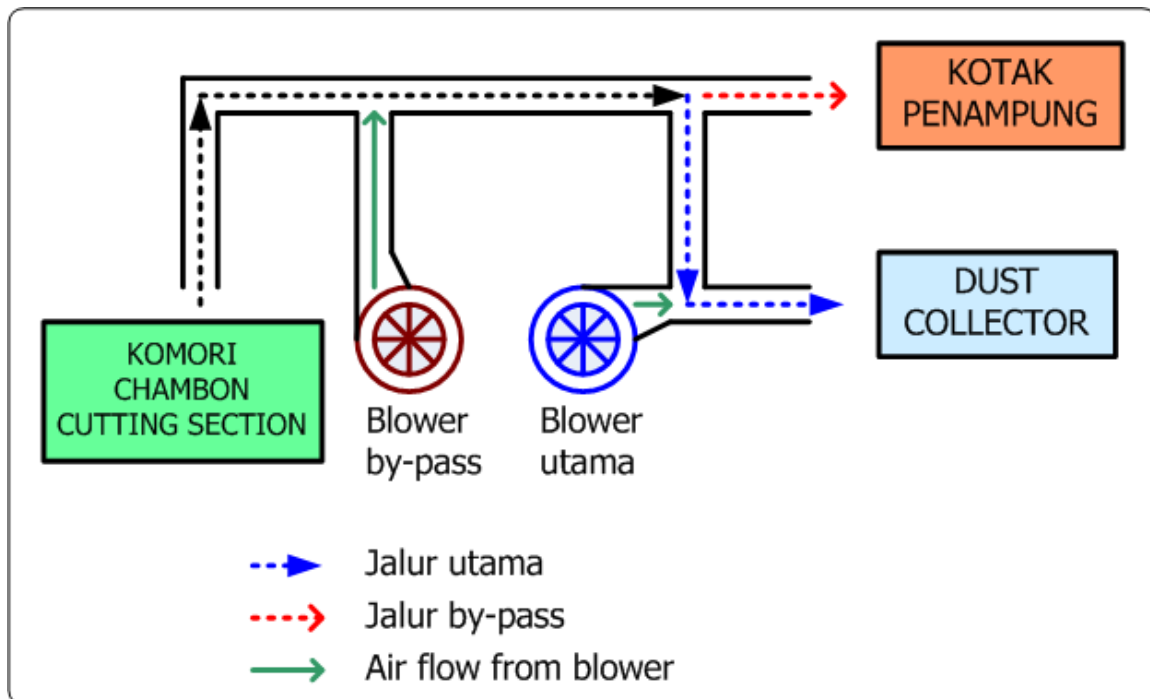 KOTAK
PENAMPUNG
DUST
COLLECTOR
KOMORI
CHAMBON
CUTTING SECTION
Blower
by-pass
Blower
utama
Jalur utama
Jalur by-pass
Air flow from blower